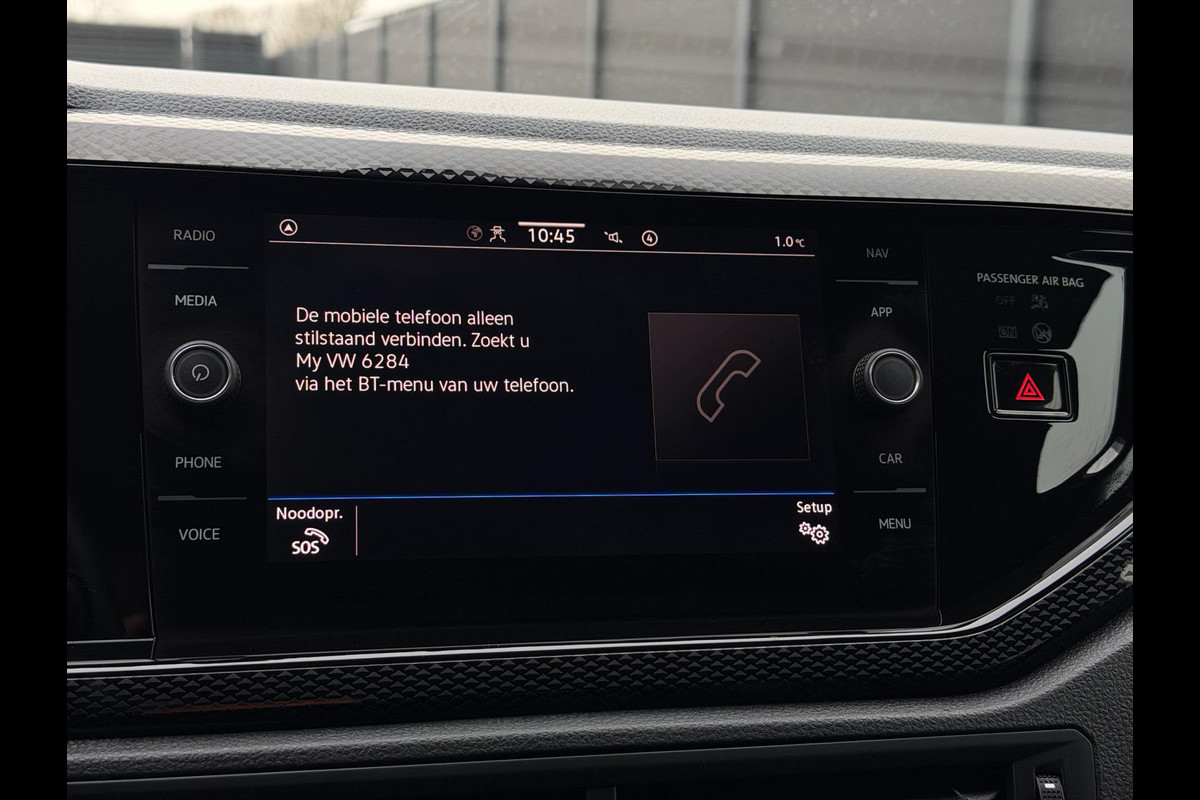 RADIO
MEDIA
PHONE
VOICE
10:45
4
1.0°C
De mobiele telefoon alleen
stilstaand verbinden. Zoekt u
My VW 6284
via het BT-menu van uw telefoon.
Noodopr.
SOS
Setup
NAV
APP
CAR
MENU
PASSENGER AIR BAG
OFF